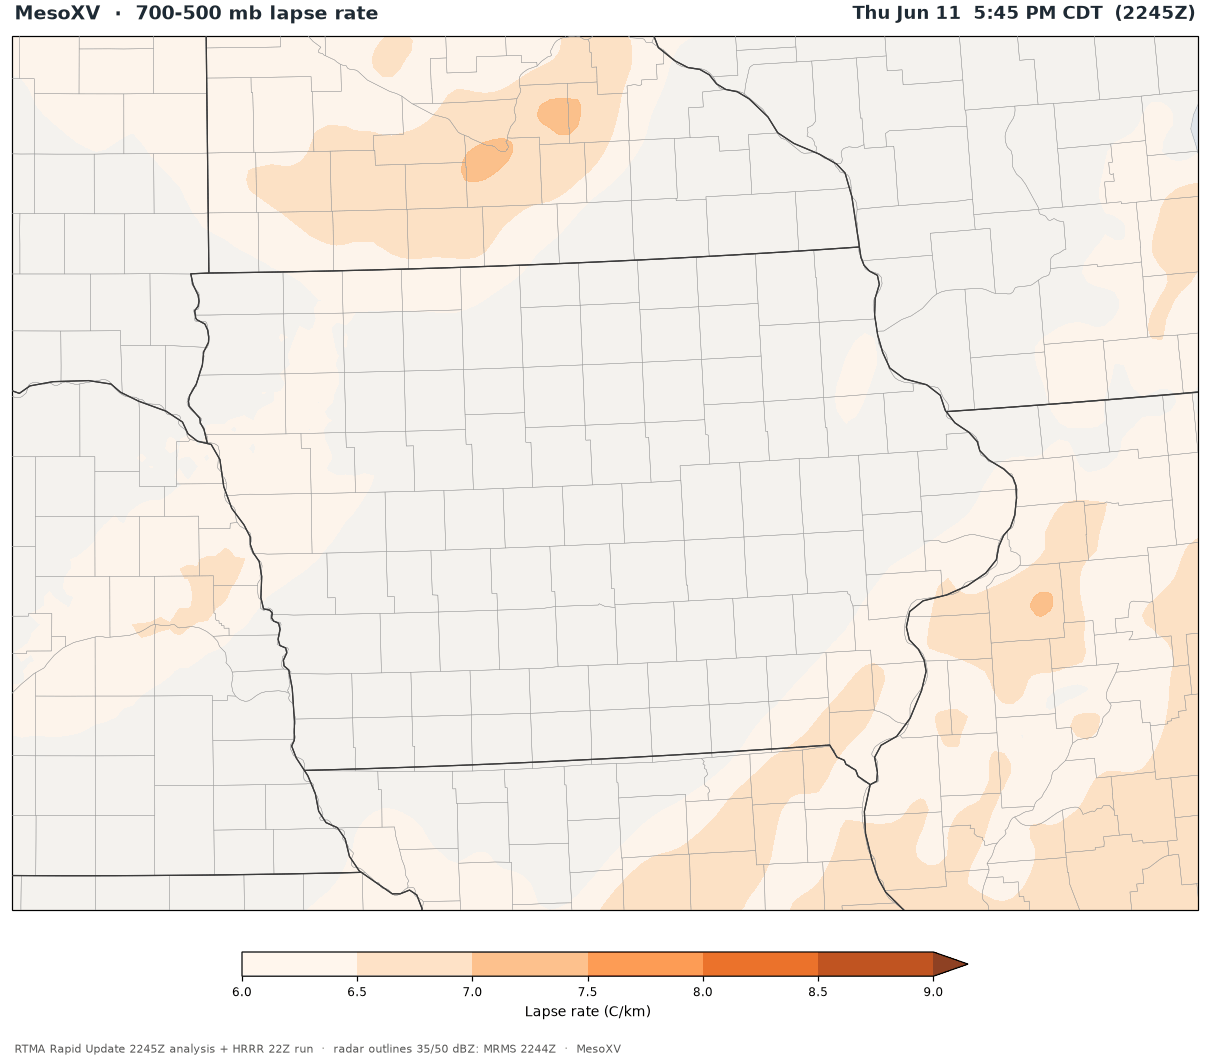 MesoXV · 700-500 mb lapse rate
Thu Jun 11 5:45 PM CDT (2245Z)
6.0 6.5 7.0 7.5 8.0 8.5 9.0
Lapse rate (C/km)
RTMA Rapid Update 2245Z analysis + HRRR 22Z run · radar outlines 35/50 dBZ: MRMS 2244Z · MesoXV